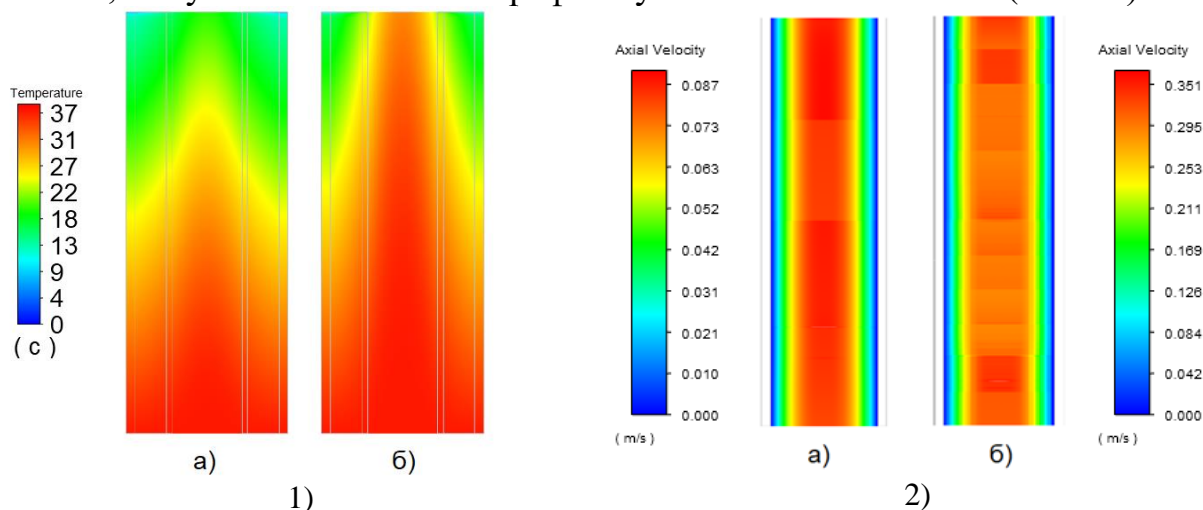 Temperature
37
31
27
22
18
13
9
4
0
( c )
а)
б)
1)
Axial Velocity
0.087
0.073
0.063
0.052
0.042
0.031
0.021
0.010
0.000
( m/s )
а)
б)
Axial Velocity
0.351
0.295
0.253
0.211
0.169
0.126
0.084
0.042
0.000
( m/s )
2)